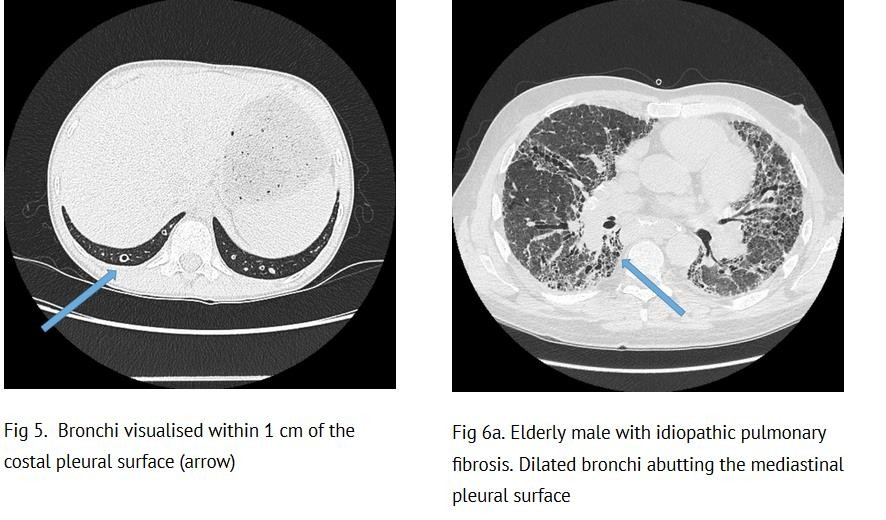 Fig 5.  Bronchi visualised within 1 cm of the
costal pleural surface (arrow)
Fig 6a. Elderly male with idiopathic pulmonary
fibrosis. Dilated bronchi abutting the mediastinal
pleural surface